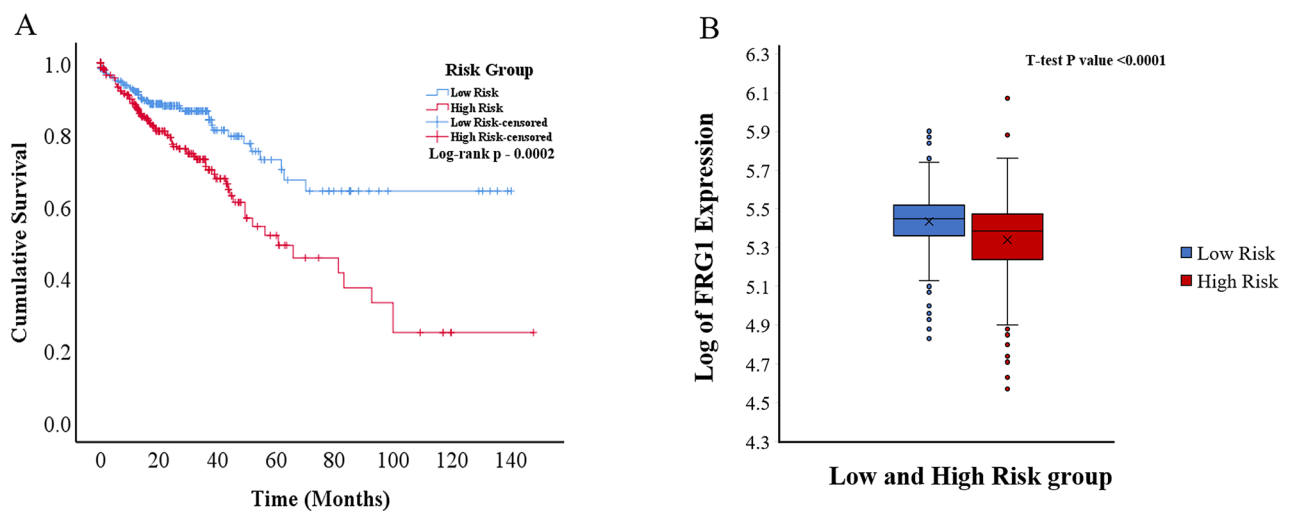 A
Cumulative Survival
1.0
0.8
0.6
0.4
0.2
0.0
0 20 40 60 80 100 120 140
Time (Months)
Risk Group
Low Risk
High Risk
Low Risk-censored
High Risk-censored
Log-rank p - 0.0002
B
Log of FRG1 Expression
6.3
6.1
5.9
5.7
5.5
5.3
5.1
4.9
4.7
4.5
4.3
T-test P value <0.0001
Low and High Risk group
Low Risk
High Risk